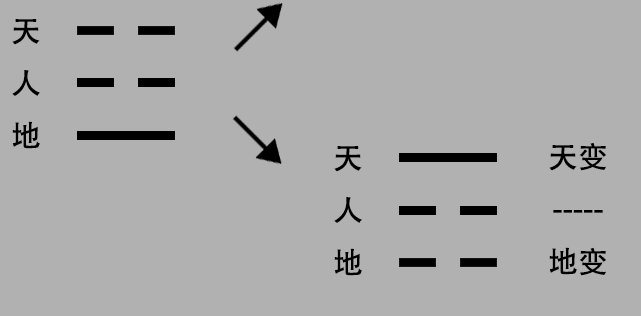 天
人
地
天 天变
人 -----
地 地变